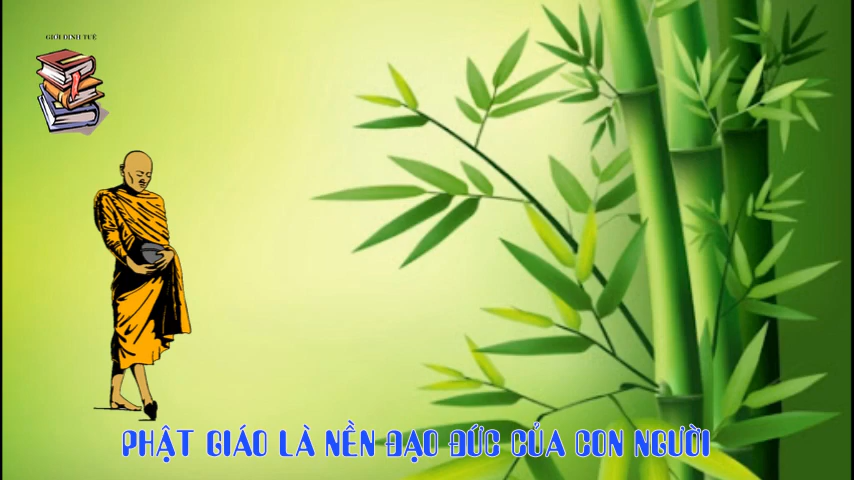 GIỚI ĐỊNH TUỆ
PHẬT GIÁO LÀ NỀN ĐẠO ĐỨC CỦA CON NGƯỜI